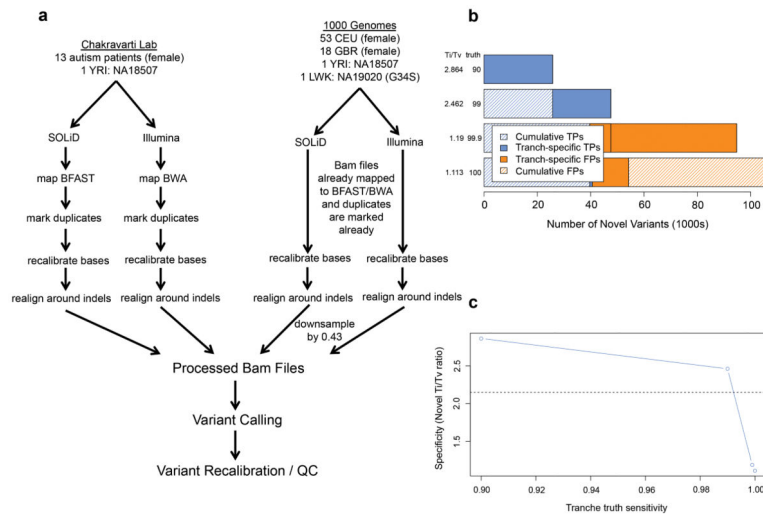 a
Chakravarti Lab
13 autism patients (female)
1 YRI: NA18507
1000 Genomes
53 CEU (female)
18 GBR (female)
1 YRI: NA18507
1 LWK: NA19020 (G34S)
SOLiD
Illumina
map BFAST
map BWA
mark duplicates
mark duplicates
recalibrate bases
recalibrate bases
realign around indels
realign around indels
SOLiD
Illumina
Bam files
already mapped
to BFAST/BWA
and duplicates
are marked
already
recalibrate bases
recalibrate bases
realign around indels
realign around indels
downsample
by 0.43
Processed Bam Files
Variant Calling
Variant Recalibration / QC
b
Ti/Tv truth
2.864 90
2.462 99
1.19 99.9
1.113 100
Cumulative TPs
Tranch-specific TPs
Tranch-specific FPs
Cumulative FPs
0 20 40 60 80 100
Number of Novel Variants (1000s)
c
Specificity (Novel Ti/Tv ratio)
2.5
2.0
1.5
0.90 0.92 0.94 0.96 0.98 1.00
Tranche truth sensitivity